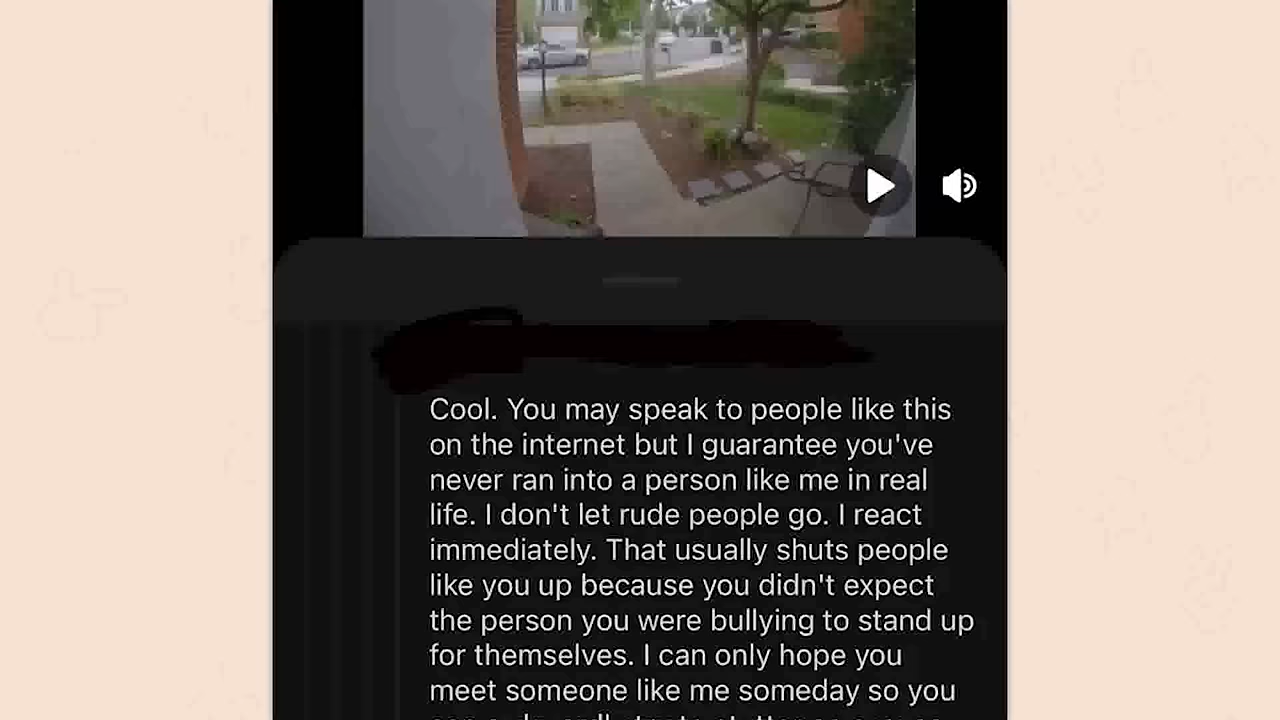 Cool. You may speak to people like this
on the internet but I guarantee you've
never ran into a person like me in real
life. I don't let rude people go. I react
immediately. That usually shuts people
like you up because you didn't expect
the person you were bullying to stand up
for themselves. I can only hope you
meet someone like me someday so you